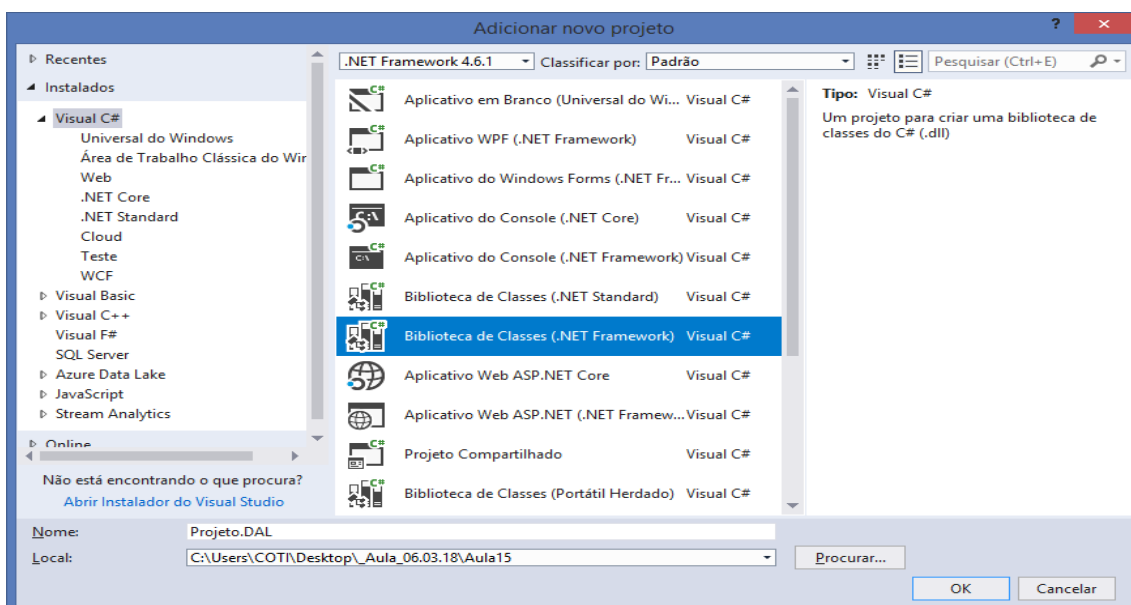 Adicionar novo projeto
?
Recentes
Instalados
Visual C#
Universal do Windows
Área de Trabalho Clássica do Wir
Web
.NET Core
.NET Standard
Cloud
Teste
WCF
Visual Basic
Visual C++
Visual F#
SQL Server
Azure Data Lake
JavaScript
Stream Analytics
Online
Não está encontrando o que procura?
Abrir Instalador do Visual Studio
.NET Framework 4.6.1 Classificar por: Padrão
Pesquisar (Ctrl+E)
Aplicativo em Branco (Universal do Wi... Visual C#
Aplicativo WPF (.NET Framework) Visual C#
Aplicativo do Windows Forms (.NET Fr... Visual C#
Aplicativo do Console (.NET Core) Visual C#
Aplicativo do Console (.NET Framework) Visual C#
Biblioteca de Classes (.NET Standard) Visual C#
Biblioteca de Classes (.NET Framework) Visual C#
Aplicativo Web ASP.NET Core Visual C#
Aplicativo Web ASP.NET (.NET Framew... Visual C#
Projeto Compartilhado Visual C#
Biblioteca de Classes (Portátil Herdado) Visual C#
Tipo: Visual C#
Um projeto para criar uma biblioteca de
classes do C# (.dll)
Nome: Projeto.DAL
Local: C:\Users\COTI\Desktop\_Aula_06.03.18\Aula15
Procurar...
OK Cancelar